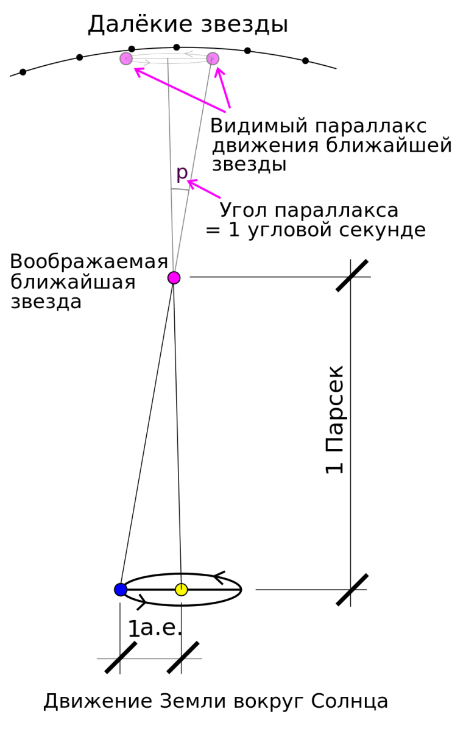 Далёкие звезды
Видимый параллакс
движения ближайшей
звезды
p
Угол параллакса
= 1 угловой секунде
Воображаемая
ближайшая
звезда
1 Парсек
1а.е.
Движение Земли вокруг Солнца